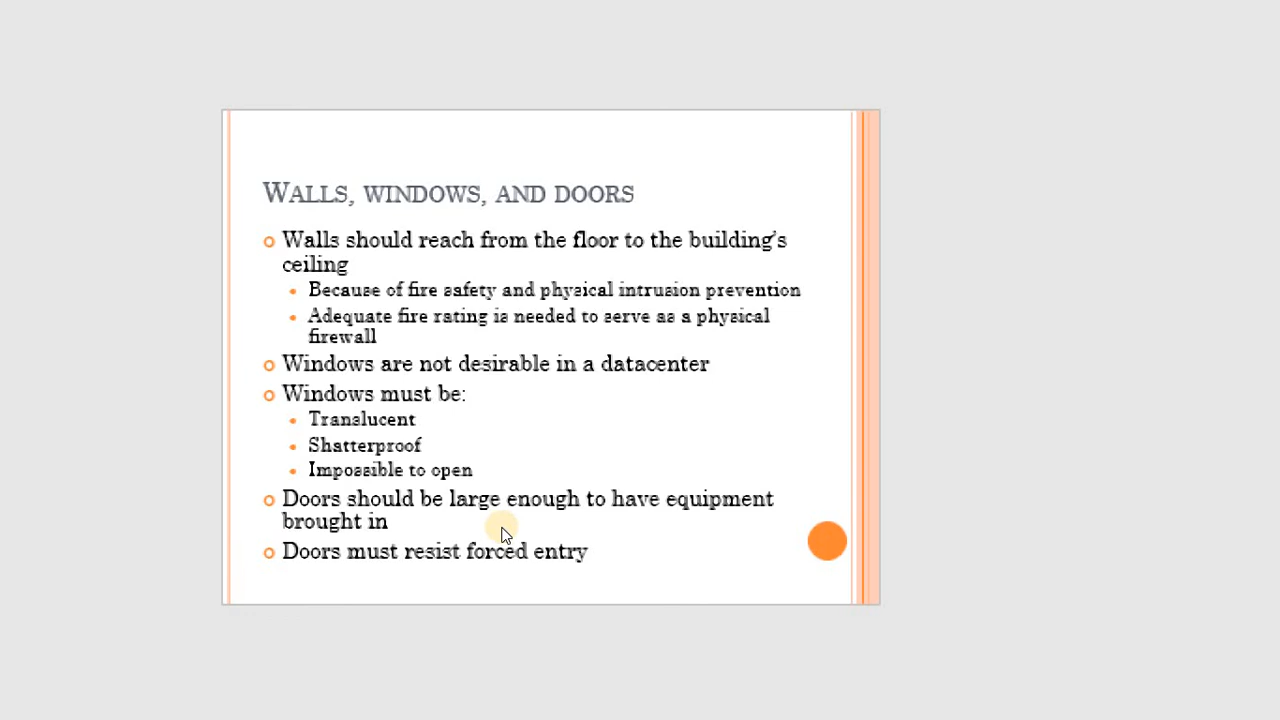 WALLS, WINDOWS, AND DOORS
Walls should reach from the floor to the building's
ceiling
Because of fire safety and physical intrusion prevention
Adequate fire rating is needed to serve as a physical
firewall
Windows are not desirable in a datacenter
Windows must be:
Translucent
Shatterproof
Impossible to open
Doors should be large enough to have equipment
brought in
Doors must resist forced entry